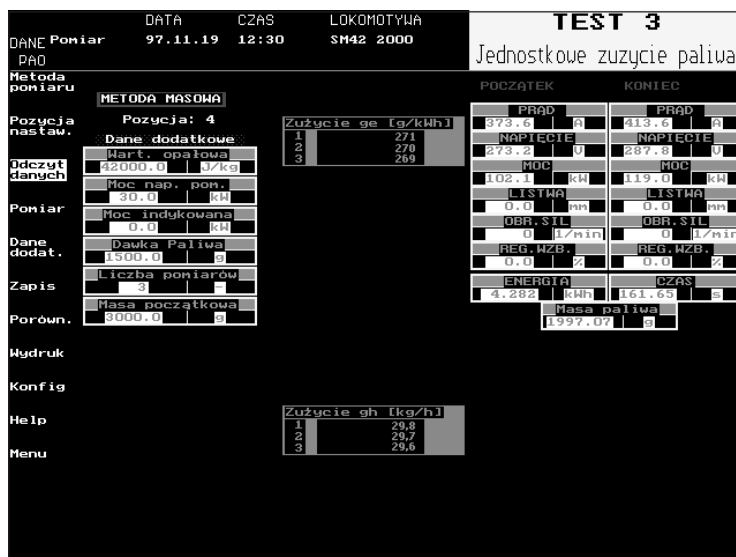 DATA CZAS LOKOMOTYWA
DANE Pomiar 97.11.19 12:30 SM42 2000
PAO
TEST 3
Jednostkowe zuzycie paliwa
Metoda
pomiaru
Pozycja
nastaw.
Odczyt
danych
Pomiar
Dane
dodat.
Zapis
Porówn.
Wydruk
Konfig
Help
Menu
METODA MASOWA
Pozycja: 4
Dane dodatkowe
Wart. opałowa
42000.0 J/kg
Moc nap. pom.
30.0 kW
Moc indykowana
0.0 kW
Dawka Paliwa
1500.0 g
Liczba pomiarów
3 -
Masa początkowa
3000.0 g
Zużycie ge [g/kWh]
1 271
2 270
3 269
Zużycie gh [kg/h]
1 29,8
2 29,7
3 29,6
POCZĄTEK KONIEC
PRĄD PRĄD
373.6 A 413.6 A
NAPIĘCIE NAPIĘCIE
273.2 V 287.8 V
MOC MOC
102.1 kW 119.0 kW
LISTWA LISTWA
0.0 mm 0.0 mm
OBR.SIL OBR.SIL
0 1/min 0 1/min
REG.WZB. REG.WZB.
0.0 % 0.0 %
ENERGIA CZAS
4.282 kWh 161.65 s
Masa paliwa
1997.07 g